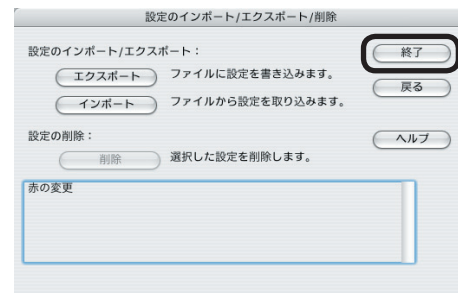 設定のインポート/エクスポート/削除
設定のインポート/エクスポート：
エクスポート ファイルに設定を書き込みます。
インポート ファイルから設定を取り込みます。
設定の削除：
削除 選択した設定を削除します。
赤の変更
終了
戻る
ヘルプ